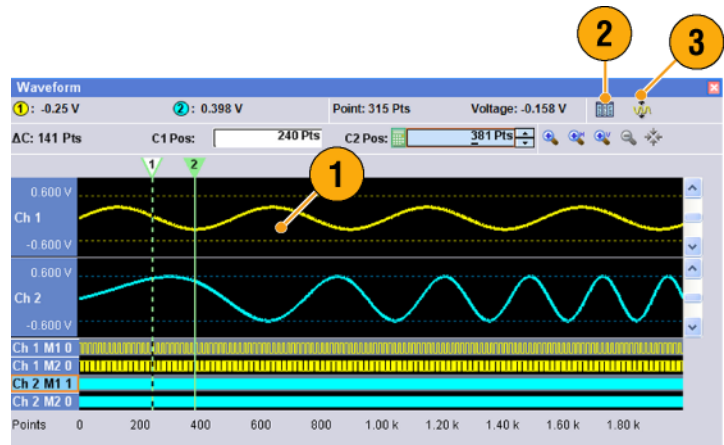 2
3
Waveform
1 : -0.25 V 2 : 0.398 V Point: 315 Pts Voltage: -0.158 V
ΔC: 141 Pts C1 Pos: 240 Pts C2 Pos: 381 Pts
1 2
1
0.600 V
Ch 1
-0.600 V
0.600 V
Ch 2
-0.600 V
Ch 1 M1 0
Ch 1 M2 0
Ch 2 M1 1
Ch 2 M2 0
Points 0 200 400 600 800 1.00 k 1.20 k 1.40 k 1.60 k 1.80 k